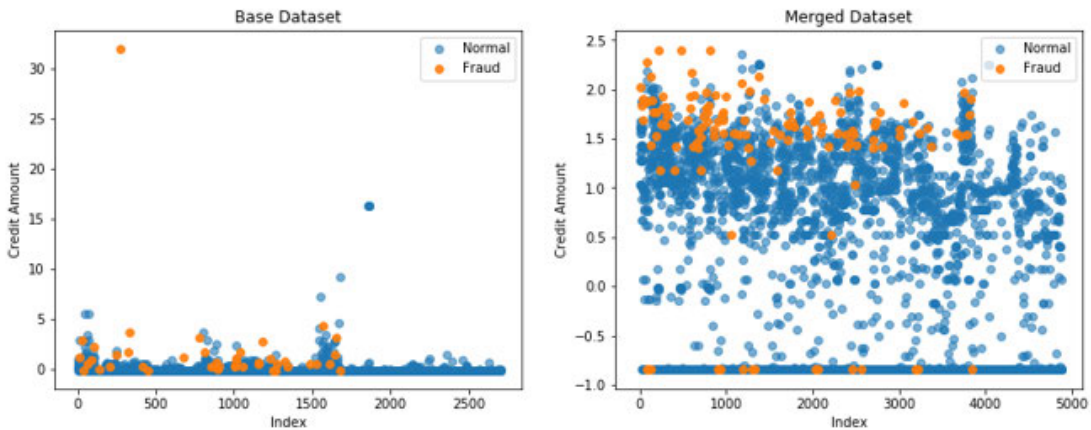 Base Dataset
Credit Amount
30
25
20
15
10
5
0
Normal
Fraud
0
500
1000
1500
2000
2500
Index
Merged Dataset
Credit Amount
2.5
2.0
1.5
1.0
0.5
0.0
−0.5
−1.0
Normal
Fraud
0
1000
2000
3000
4000
5000
Index